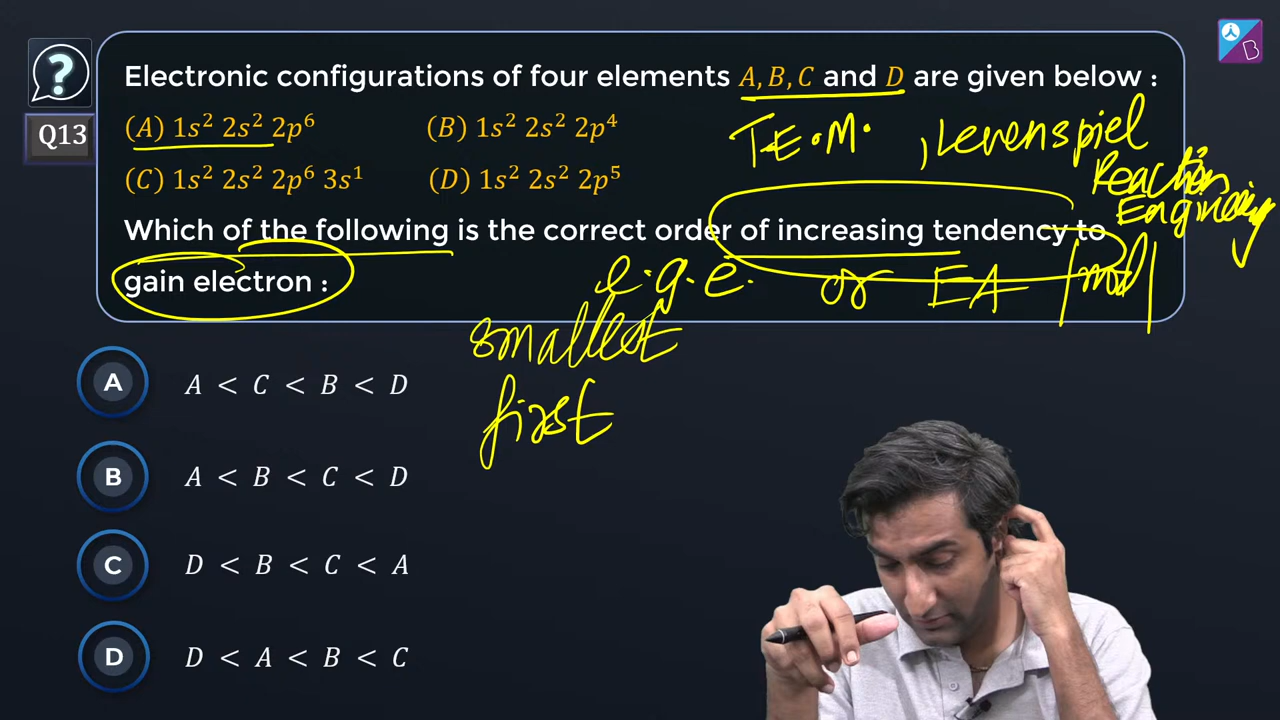 ?
Q13
Electronic configurations of four elements A, B, C and D are given below :
(A) 1s² 2s² 2p⁶ (B) 1s² 2s² 2p⁴
(C) 1s² 2s² 2p⁶ 3s¹ (D) 1s² 2s² 2p⁵
T.E.M. , Levenspiel
Reaction
Engineering
Which of the following is the correct order of increasing tendency to
gain electron :
e.g.e. or EA |mod|
smallest
first
A A < C < B < D
B A < B < C < D
C D < B < C < A
D D < A < B < C
B